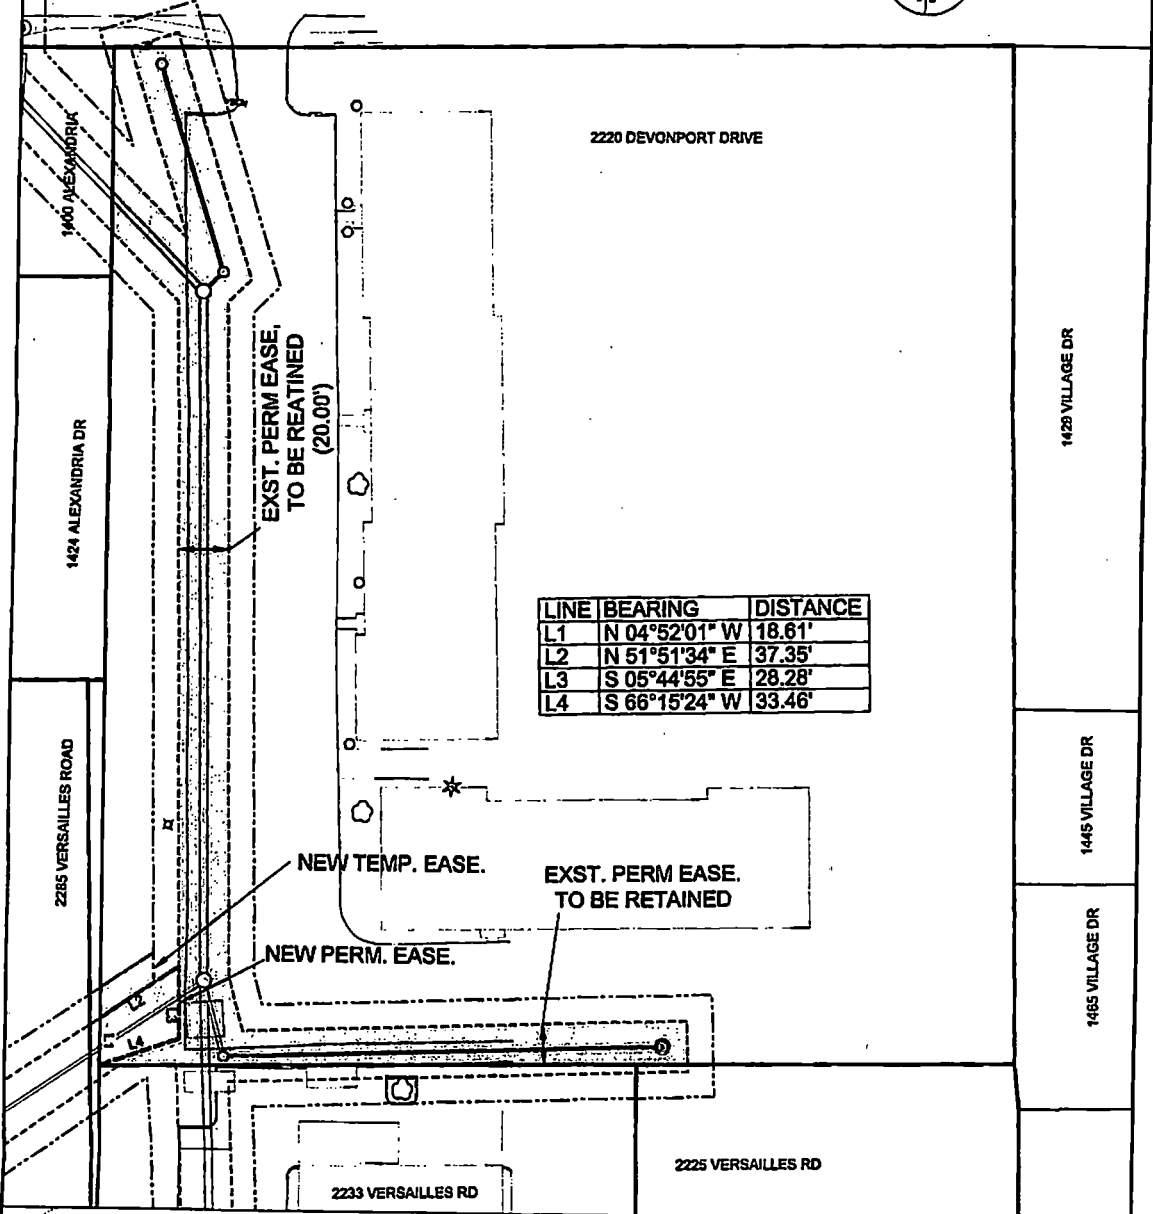 2220 DEVONPORT DRIVE
1400 ALEXANDRIA
EXST. PERM EASE,
TO BE REATINED
(20.00')
1424 ALEXANDRIA DR
1429 VILLAGE DR
LINE BEARING DISTANCE
L1 N 04°52'01" W 18.61'
L2 N 51°51'34" E 37.35'
L3 S 05°44'55" E 28.28'
L4 S 66°15'24" W 33.46'
2285 VERSAILLES ROAD
1445 VILLAGE DR
NEW TEMP. EASE.
EXST. PERM EASE.
TO BE RETAINED
NEW PERM. EASE.
1465 VILLAGE DR
L2
L3
L1
L4
2225 VERSAILLES RD
2233 VERSAILLES RD